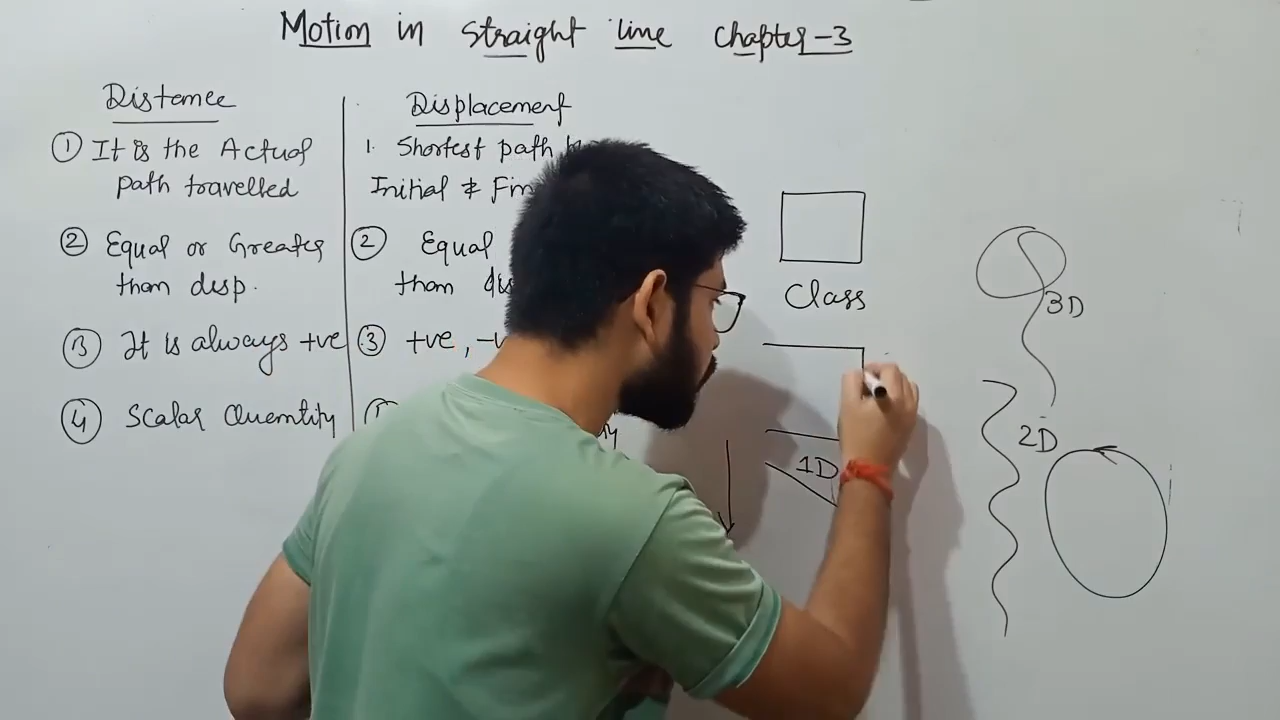 Motion in straight line chapter-3
Distance
① It is the Actual
path travelled
② Equal or Greater
than disp.
③ It is always +ve
④ Scalar Quantity
Displacement
1. Shortest path
Initial &
② Equal
than
③ +ve, -v
Class
1D
3D
2D